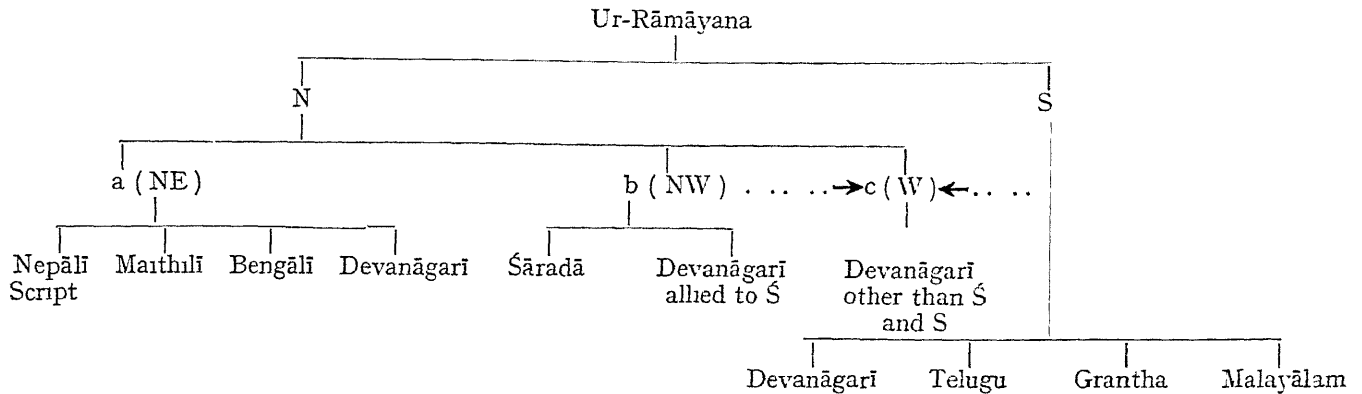 Ur-Rāmāyana
N S
a ( NE ) b ( NW ) . . . . . . → c ( W ) ← . . . .
Nepālī Maithilī Bengālī Devanāgarī Śāradā Devanāgarī Devanāgarī
Script allied to Ś other than Ś
and S
Devanāgarī Telugu Grantha Malayālam